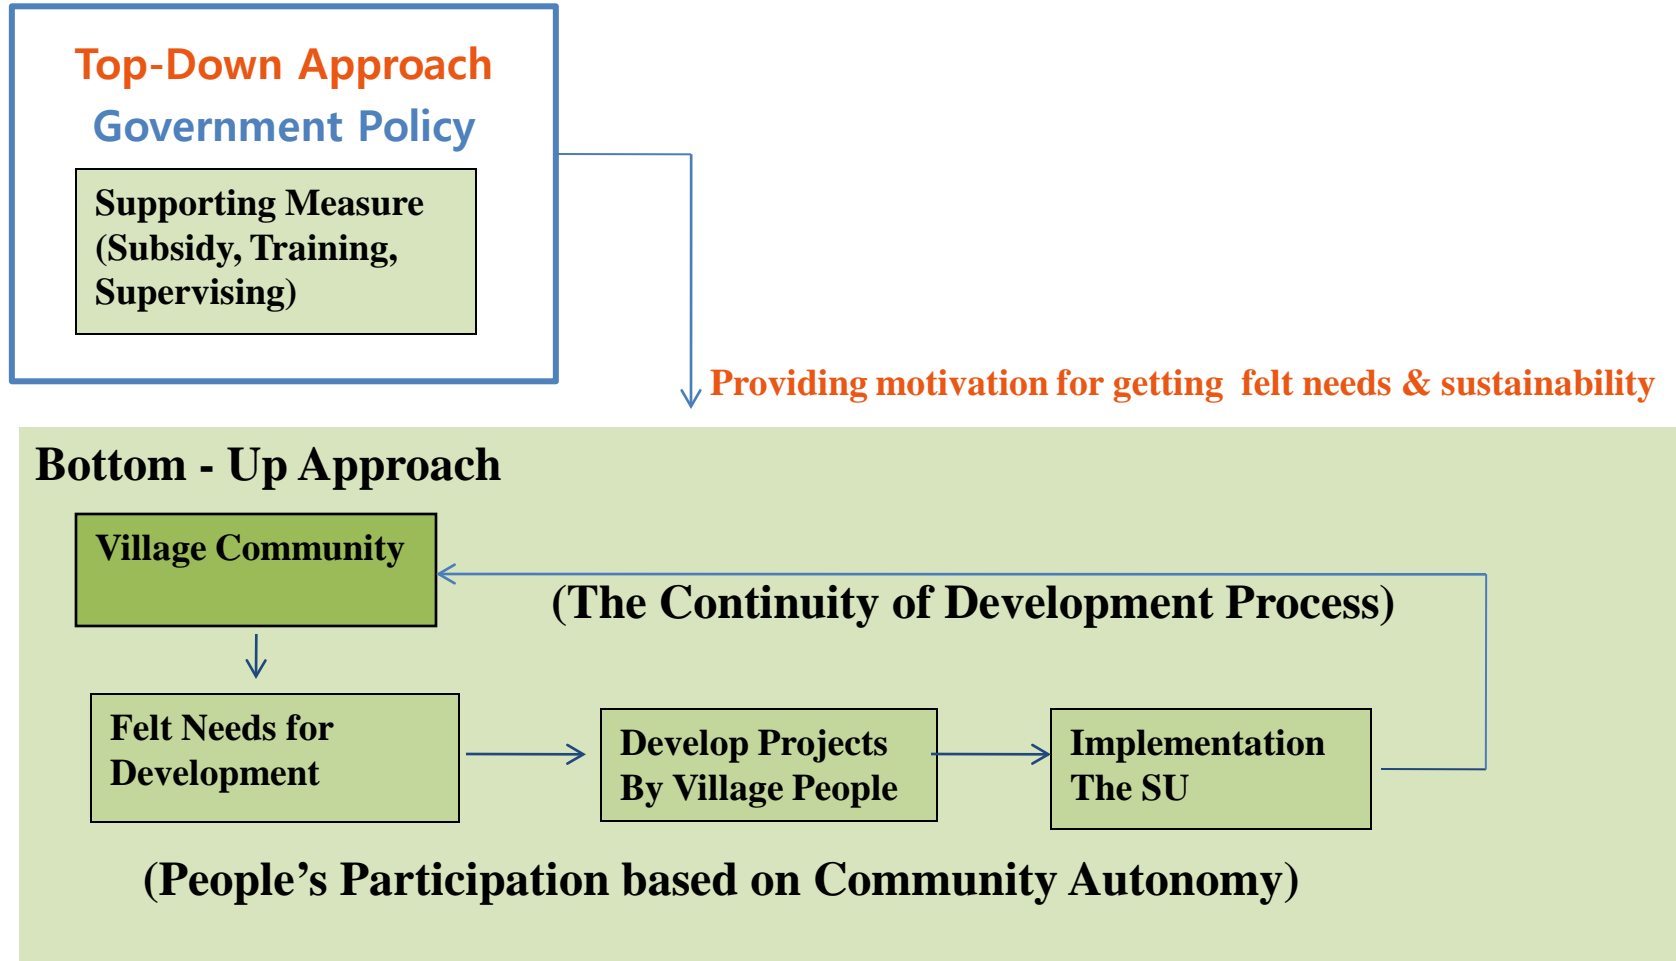 Top-Down Approach
Government Policy
Supporting Measure
(Subsidy, Training,
Supervising)
Providing motivation for getting  felt needs & sustainability
Bottom - Up Approach
Village Community
(The Continuity of Development Process)
Felt Needs for
Development
Develop Projects
By Village People
Implementation
The SU
(People’s Participation based on Community Autonomy)